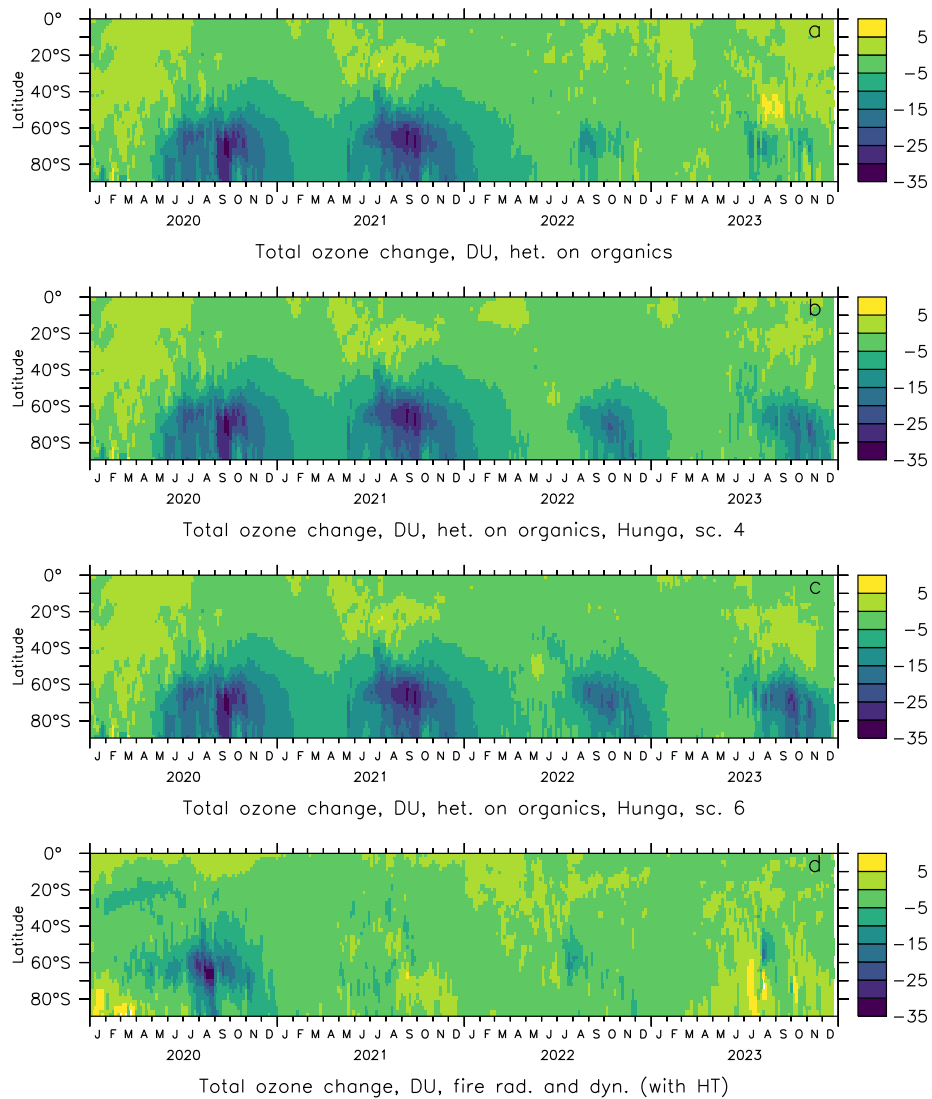 0°
20°S
40°S
60°S
80°S
Latitude
a
5
−5
−15
−25
−35
J F M A M J J A S O N D J F M A M J J A S O N D J F M A M J J A S O N D J F M A M J J A S O N D
2020 2021 2022 2023
Total ozone change, DU, het. on organics
0°
20°S
40°S
60°S
80°S
Latitude
b
5
−5
−15
−25
−35
J F M A M J J A S O N D J F M A M J J A S O N D J F M A M J J A S O N D J F M A M J J A S O N D
2020 2021 2022 2023
Total ozone change, DU, het. on organics, Hunga, sc. 4
0°
20°S
40°S
60°S
80°S
Latitude
c
5
−5
−15
−25
−35
J F M A M J J A S O N D J F M A M J J A S O N D J F M A M J J A S O N D J F M A M J J A S O N D
2020 2021 2022 2023
Total ozone change, DU, het. on organics, Hunga, sc. 6
0°
20°S
40°S
60°S
80°S
Latitude
d
5
−5
−15
−25
−35
J F M A M J J A S O N D J F M A M J J A S O N D J F M A M J J A S O N D J F M A M J J A S O N D
2020 2021 2022 2023
Total ozone change, DU, fire rad. and dyn. (with HT)